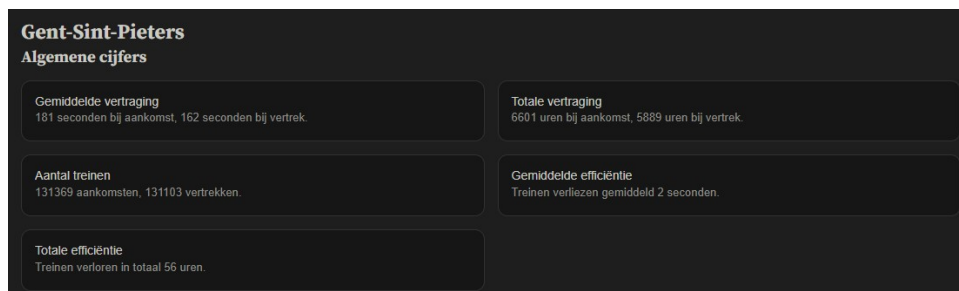 Gent-Sint-Pieters
Algemene cijfers
Gemiddelde vertraging
181 seconden bij aankomst, 162 seconden bij vertrek.
Totale vertraging
6601 uren bij aankomst, 5889 uren bij vertrek.
Aantal treinen
131369 aankomsten, 131103 vertrekken.
Gemiddelde efficiëntie
Treinen verliezen gemiddeld 2 seconden.
Totale efficiëntie
Treinen verloren in totaal 56 uren.